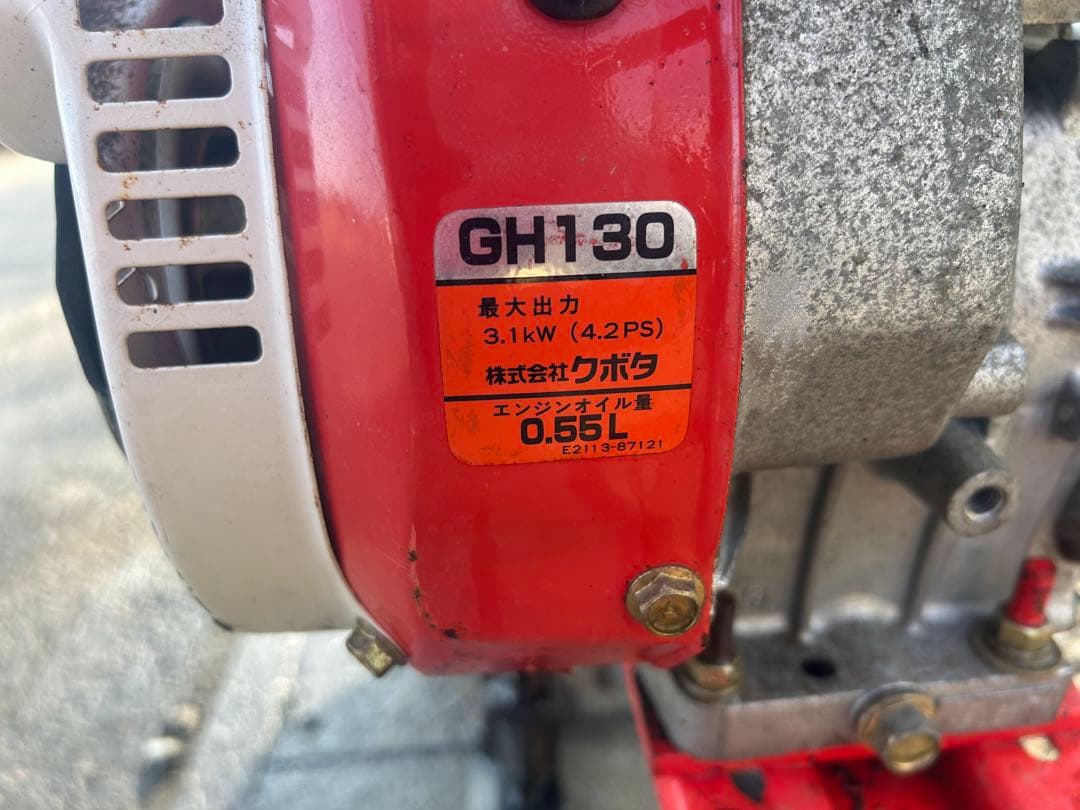 GH130
最大出力
3.1kW (4.2PS)
株式会社クボタ
エンジンオイル量
0.55L
E2113-87121